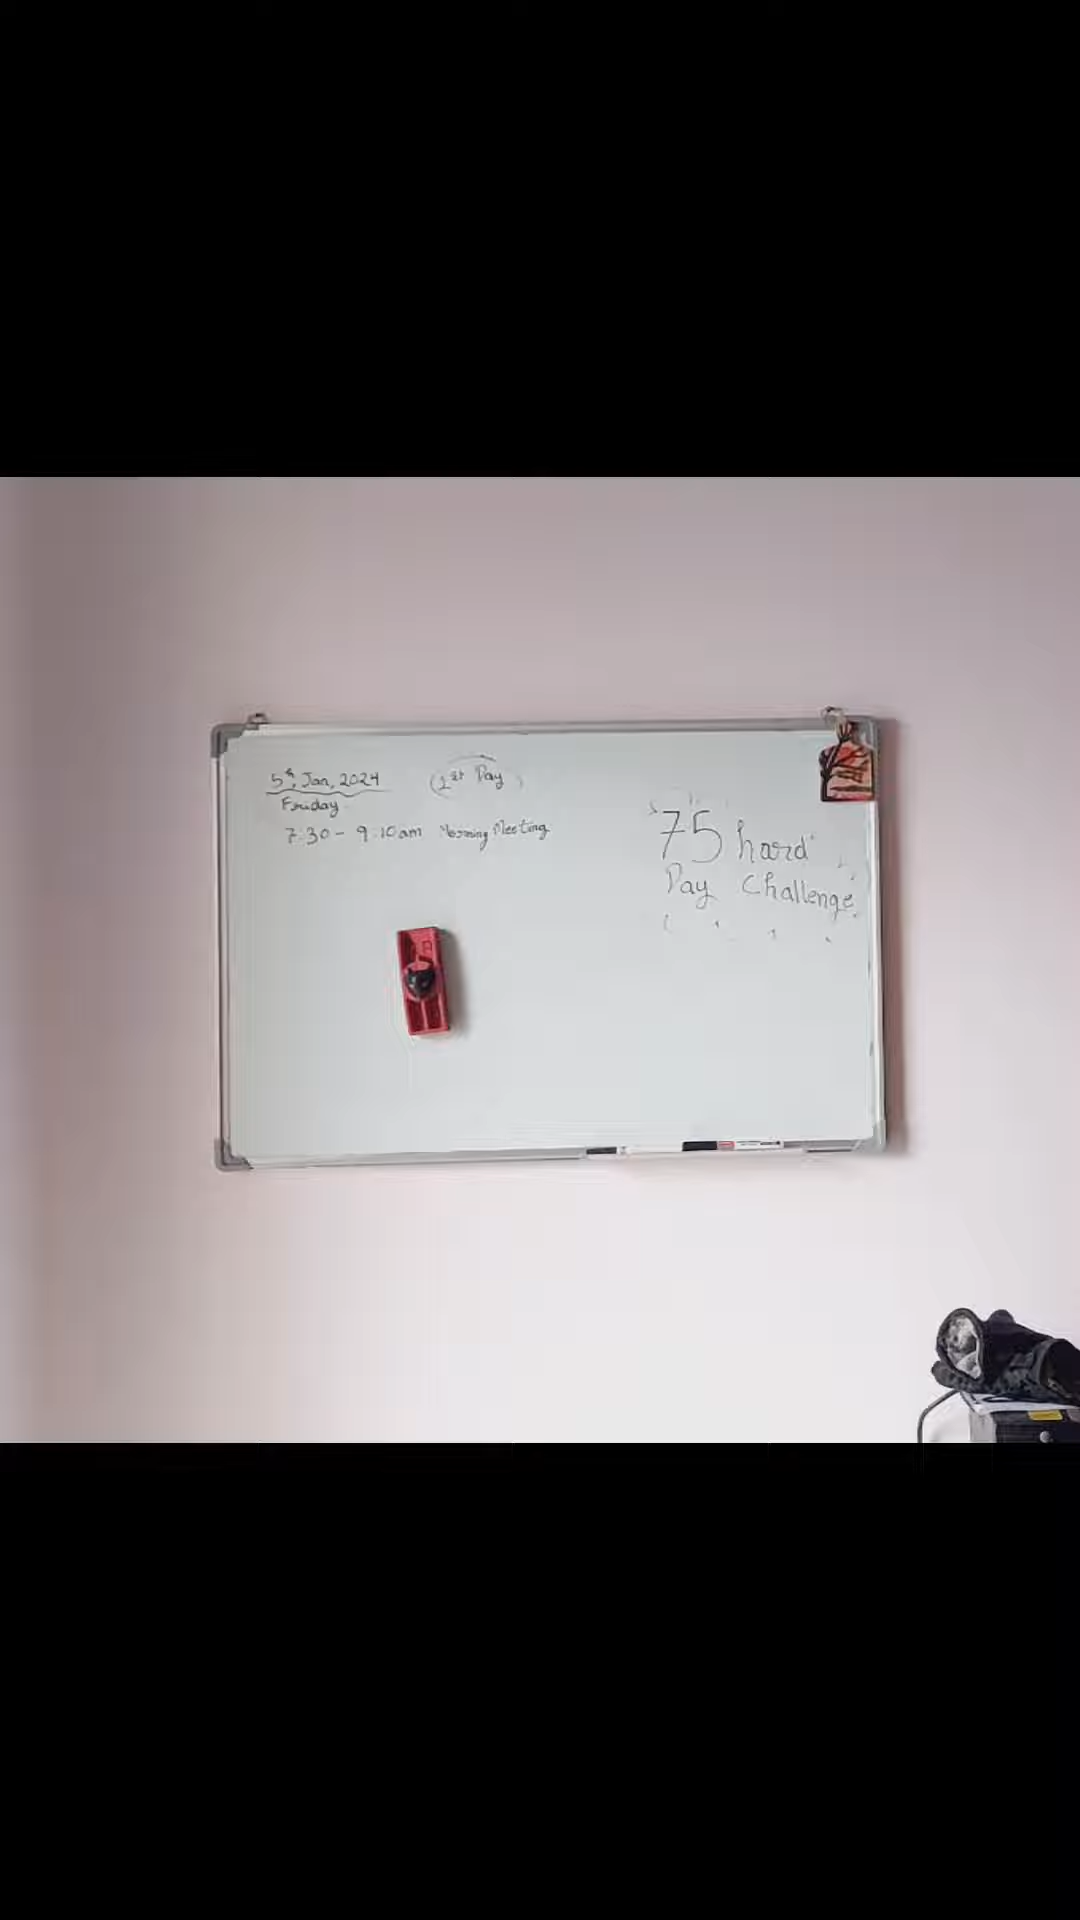 5th, Jan, 2024
(1st Day)
Friday
7:30 - 9:10am Morning Meeting
75 hard
Day Challenge